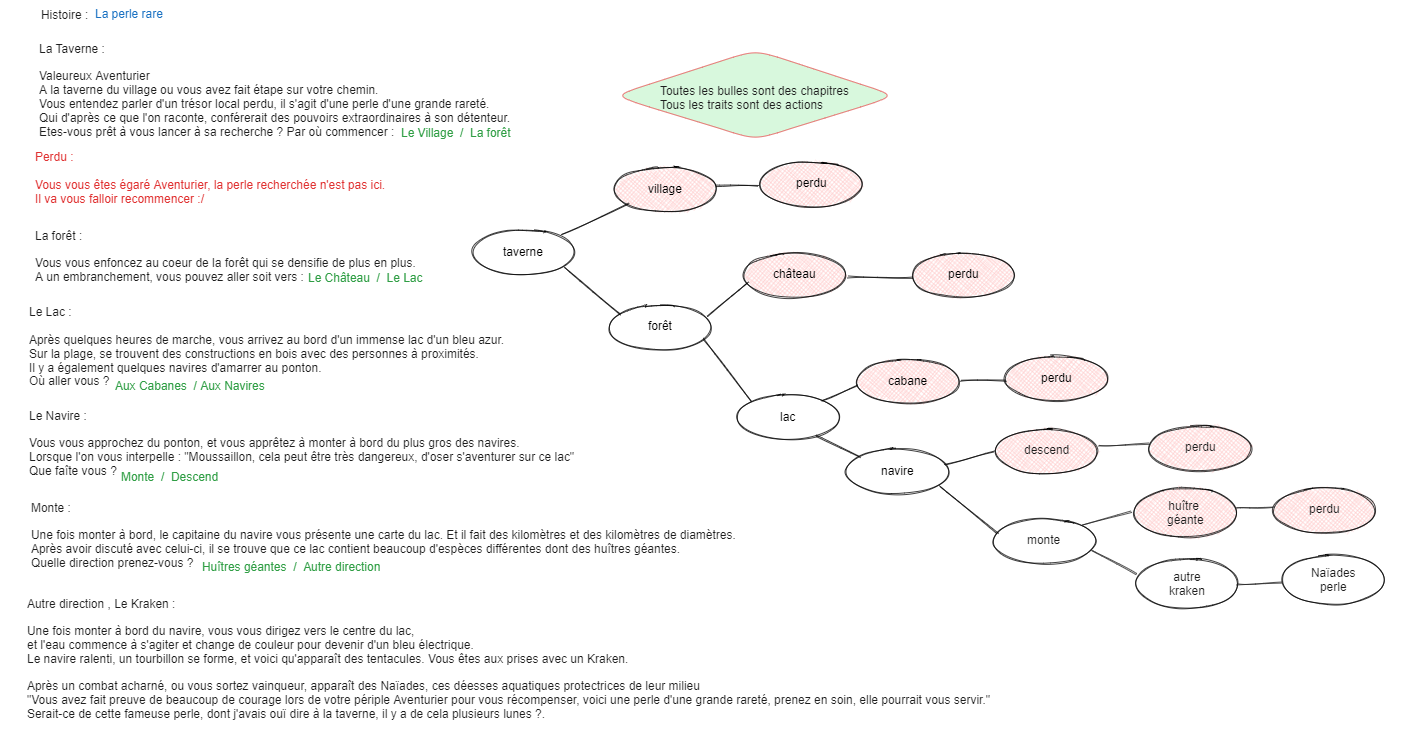 Histoire : La perle rare
La Taverne :
Valeureux Aventurier
A la taverne du village ou vous avez fait étape sur votre chemin.
Vous entendez parler d'un trésor local perdu, il s'agit d'une perle d'une grande rareté.
Qui d'après ce que l'on raconte, conférerait des pouvoirs extraordinaires à son détenteur.
Etes-vous prêt à vous lancer à sa recherche ? Par où commencer : Le Village / La forêt
Perdu :
Vous vous êtes égaré Aventurier, la perle recherchée n'est pas ici.
Il va vous falloir recommencer :/
La forêt :
Vous vous enfoncez au coeur de la forêt qui se densifie de plus en plus.
A un embranchement, vous pouvez aller soit vers : Le Château / Le Lac
Le Lac :
Après quelques heures de marche, vous arrivez au bord d'un immense lac d'un bleu azur.
Sur la plage, se trouvent des constructions en bois avec des personnes à proximités.
Il y a également quelques navires d'amarrer au ponton.
Où aller vous ? Aux Cabanes / Aux Navires
Le Navire :
Vous vous approchez du ponton, et vous apprêtez à monter à bord du plus gros des navires.
Lorsque l'on vous interpelle : "Moussaillon, cela peut être très dangereux, d'oser s'aventurer sur ce lac"
Que faîte vous ? Monte / Descend
Monte :
Une fois monter à bord, le capitaine du navire vous présente une carte du lac. Et il fait des kilomètres et des kilomètres de diamètres.
Après avoir discuté avec celui-ci, il se trouve que ce lac contient beaucoup d'espèces différentes dont des huîtres géantes.
Quelle direction prenez-vous ? Huîtres géantes / Autre direction
Autre direction , Le Kraken :
Une fois monter à bord du navire, vous vous dirigez vers le centre du lac,
et l'eau commence à s'agiter et change de couleur pour devenir d'un bleu électrique.
Le navire ralenti, un tourbillon se forme, et voici qu'apparaît des tentacules. Vous êtes aux prises avec un Kraken.
Après un combat acharné, ou vous sortez vainqueur, apparaît des Naïades, ces déesses aquatiques protectrices de leur milieu
"Vous avez fait preuve de beaucoup de courage lors de votre périple Aventurier pour vous récompenser, voici une perle d'une grande rareté, prenez en soin, elle pourrait vous servir."
Serait-ce de cette fameuse perle, dont j'avais ouï dire à la taverne, il y a de cela plusieurs lunes ?.
Toutes les bulles sont des chapitres
Tous les traits sont des actions
village
perdu
taverne
château
perdu
forêt
cabane
perdu
lac
descend
perdu
navire
huître
géante
perdu
monte
autre
kraken
Naïades
perle